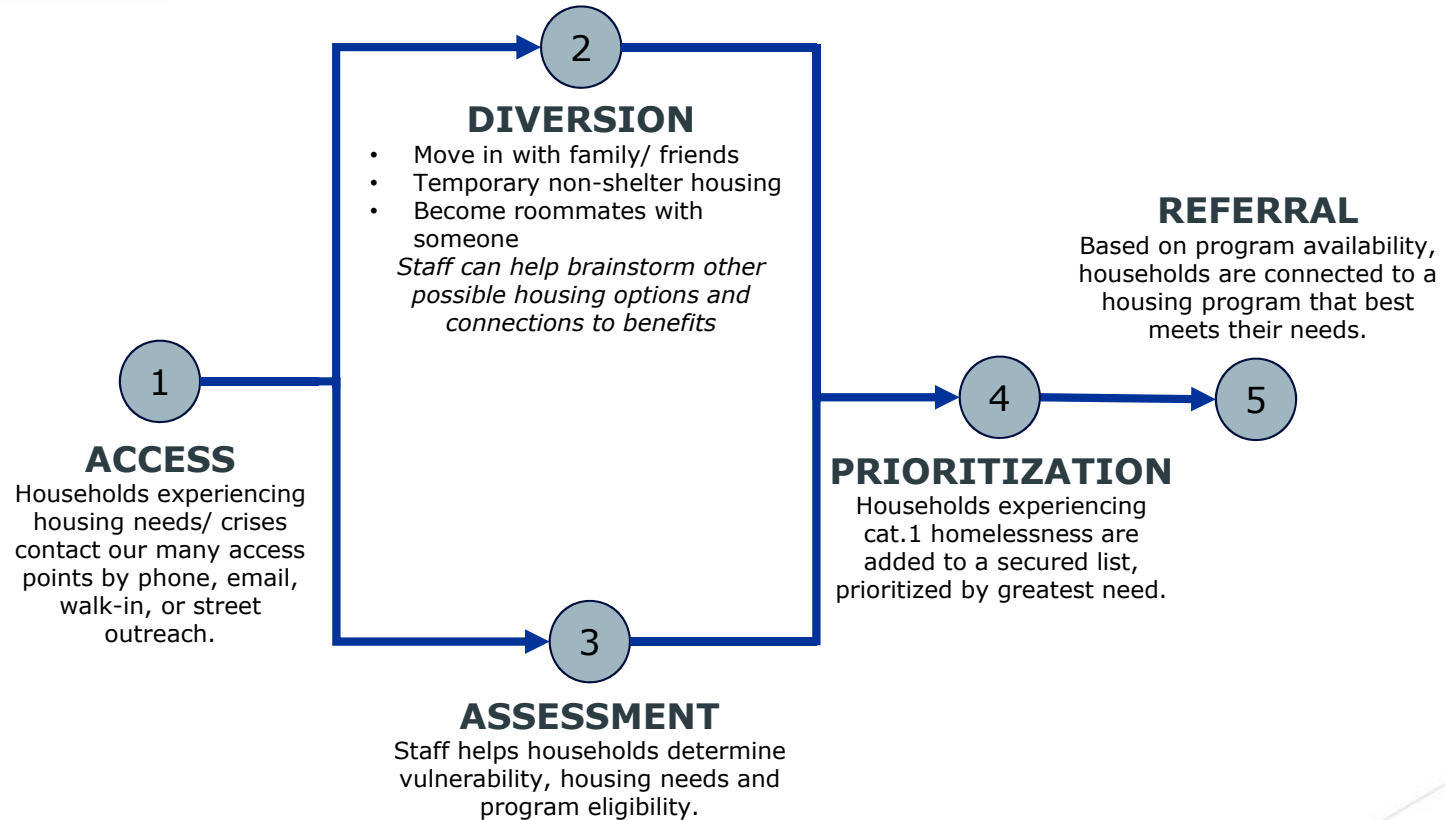 2
DIVERSION
• Move in with family/ friends
• Temporary non-shelter housing
• Become roommates with
someone
Staff can help brainstorm other
possible housing options and
connections to benefits
1
ACCESS
Households experiencing
housing needs/ crises
contact our many access
points by phone, email,
walk-in, or street
outreach.
3
ASSESSMENT
Staff helps households determine
vulnerability, housing needs and
program eligibility.
4
PRIORITIZATION
Households experiencing
cat.1 homelessness are
added to a secured list,
prioritized by greatest need.
REFERRAL
Based on program availability,
households are connected to a
housing program that best
meets their needs.
5